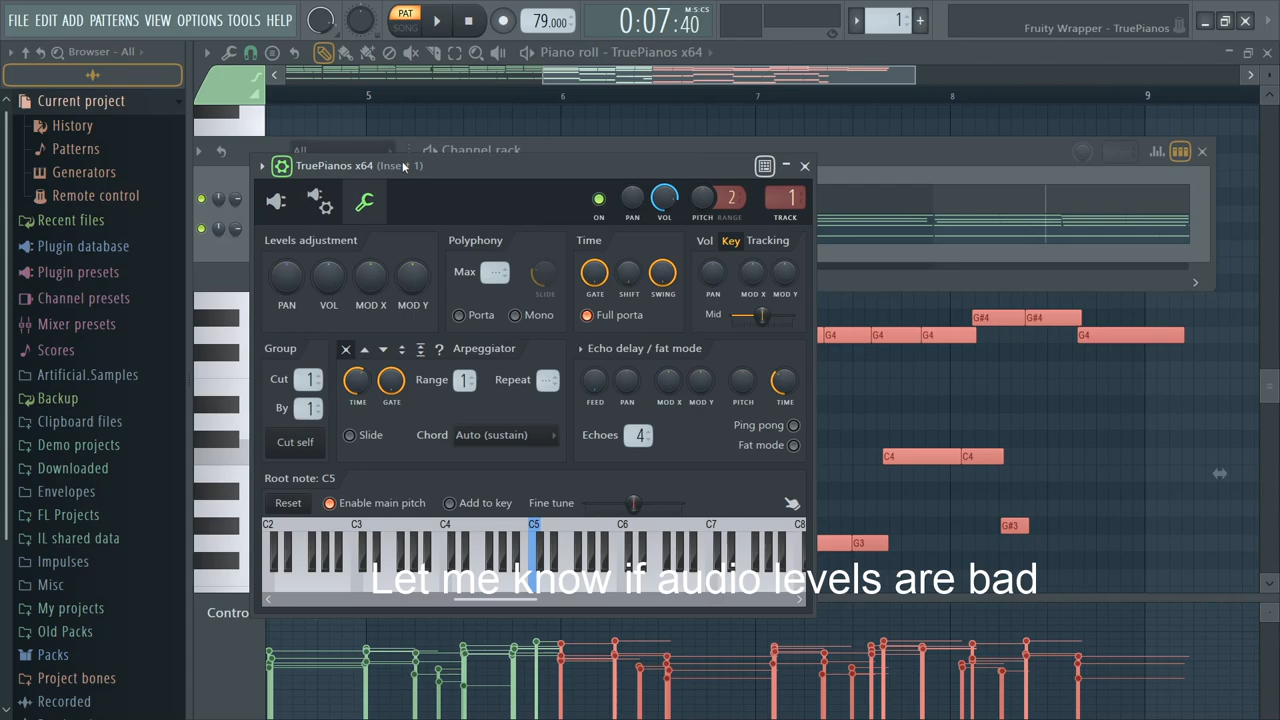 FILE EDIT ADD PATTERNS VIEW OPTIONS TOOLS HELP
PAT
SONG
79.000
0:07:40
M:S:CS
1
Fruity Wrapper - TruePianos
Browser - All
Piano roll - TruePianos x64
5 6 7 8 9
Current project
History
Patterns
Generators
Remote control
Recent files
Plugin database
Plugin presets
Channel presets
Mixer presets
Scores
Artificial.Samples
Backup
Clipboard files
Demo projects
Downloaded
Envelopes
FL Projects
IL shared data
Impulses
Misc
My projects
Old Packs
Packs
Project bones
Recorded
All
Channel rack
TruePianos x64 (Insert 1)
ON PAN VOL PITCH RANGE TRACK
2
1
Levels adjustment
PAN VOL MOD X MOD Y
Polyphony
Max
SLIDE
Porta Mono
Time
GATE SHIFT SWING
Full porta
Vol Key Tracking
PAN MOD X MOD Y
Mid
Group
Cut 1
By 1
Cut self
? Arpeggiator
TIME GATE
Range 1 Repeat
Slide
Chord Auto (sustain)
Echo delay / fat mode
FEED PAN MOD X MOD Y PITCH TIME
Echoes 4
Ping pong
Fat mode
Root note: C5
Reset Enable main pitch Add to key Fine tune
C2 C3 C4 C5 C6 C7 C8
G#4 G#4
G4 G4 G4 G4
C4 C4
G#3
G3
Let me know if audio levels are bad
Contro